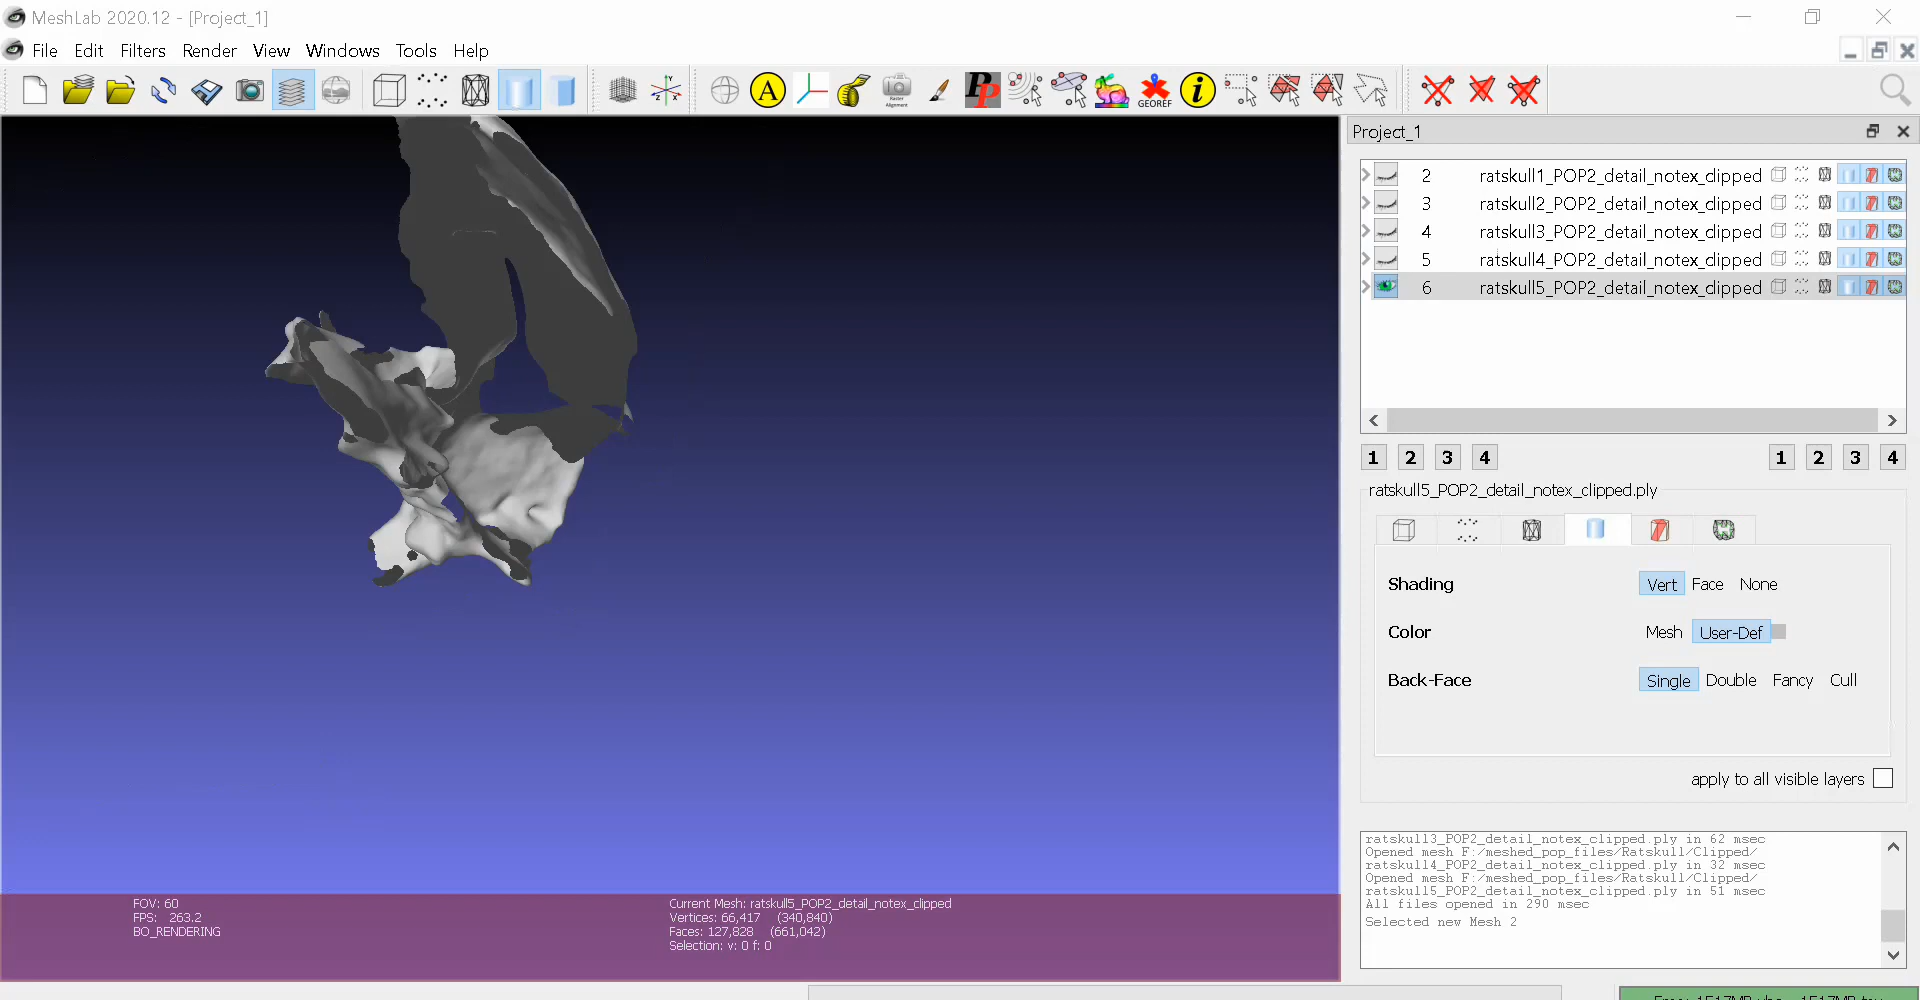 MeshLab 2020.12 - [Project_1]
File Edit Filters Render View Windows Tools Help
A
Raster Alignment
Pp
GEOREF
i
Project_1
2 ratskull1_POP2_detail_notex_clipped
3 ratskull2_POP2_detail_notex_clipped
4 ratskull3_POP2_detail_notex_clipped
5 ratskull4_POP2_detail_notex_clipped
6 ratskull5_POP2_detail_notex_clipped
1 2 3 4 1 2 3 4
ratskull5_POP2_detail_notex_clipped.ply
Shading Vert Face None
Color Mesh User-Def
Back-Face Single Double Fancy Cull
apply to all visible layers
ratskull3_POP2_detail_notex_clipped.ply in 62 msec
Opened mesh F:/meshed_pop_files/Ratskull/Clipped/
ratskull4_POP2_detail_notex_clipped.ply in 32 msec
Opened mesh F:/meshed_pop_files/Ratskull/Clipped/
ratskull5_POP2_detail_notex_clipped.ply in 51 msec
All files opened in 290 msec
Selected new Mesh 2
FOV: 60
FPS: 263.2
BO_RENDERING
Current Mesh: ratskull5_POP2_detail_notex_clipped
Vertices: 66,417 (340,840)
Faces: 127,828 (661,042)
Selection: v: 0 f: 0